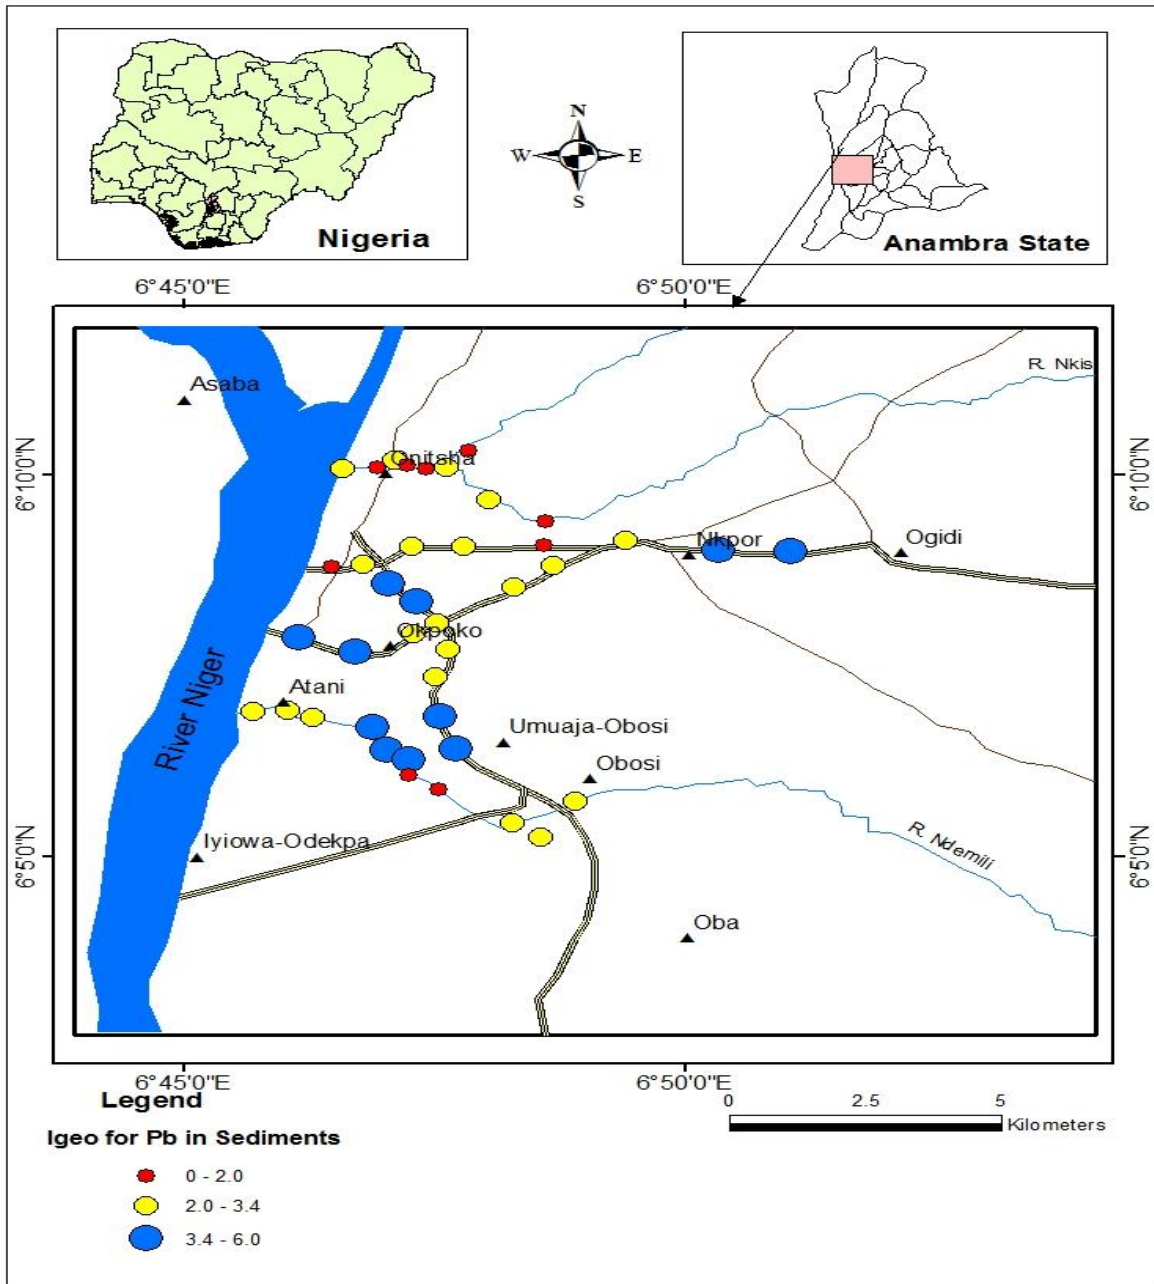 N
W E
S
Nigeria
Anambra State
6°45'0"E 6°50'0"E
R. Nkis
Asaba
6°10'0"N
6°10'0"N
Onitsha
Nkpor
Ogidi
Okpoko
Atani
River Niger
Umuaja-Obosi
Obosi
Iyiowa-Odekpa
R. Ndemili
6°5'0"N
6°5'0"N
Oba
6°45'0"E 6°50'0"E
Legend
0 2.5 5
Kilometers
Igeo for Pb in Sediments
0 - 2.0
2.0 - 3.4
3.4 - 6.0